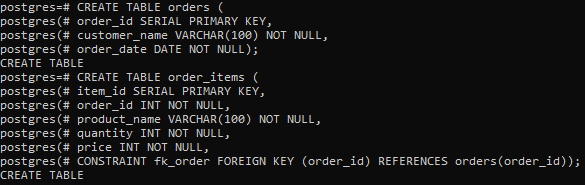 postgres=# CREATE TABLE orders (
postgres(# order_id SERIAL PRIMARY KEY,
postgres(# customer_name VARCHAR(100) NOT NULL,
postgres(# order_date DATE NOT NULL);
CREATE TABLE
postgres=# CREATE TABLE order_items (
postgres(# item_id SERIAL PRIMARY KEY,
postgres(# order_id INT NOT NULL,
postgres(# product_name VARCHAR(100) NOT NULL,
postgres(# quantity INT NOT NULL,
postgres(# price INT NOT NULL,
postgres(# CONSTRAINT fk_order FOREIGN KEY (order_id) REFERENCES orders(order_id));
CREATE TABLE